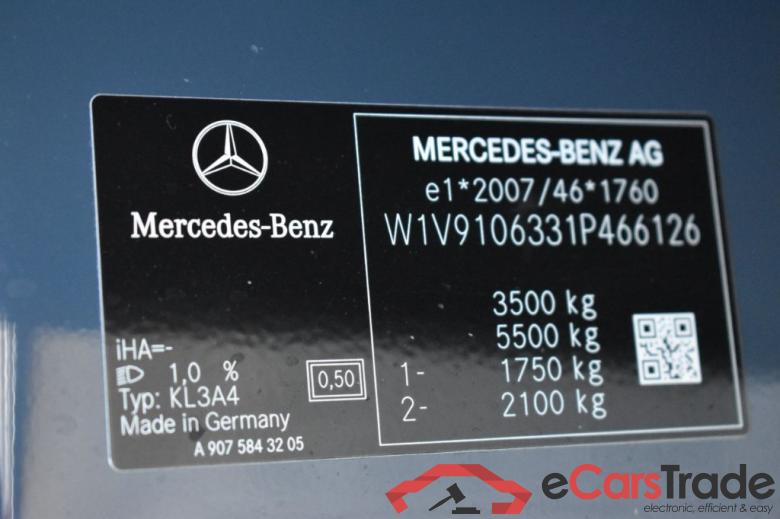 Mercedes-Benz
iHA=-
1,0 %
Typ: KL3A4
Made in Germany
A 907 584 32 05
0,50
MERCEDES-BENZ AG
e1*2007/46*1760
W1V9106331P466126
3500 kg
5500 kg
1- 1750 kg
2- 2100 kg
eCarsTrade
electronic, efficient & easy